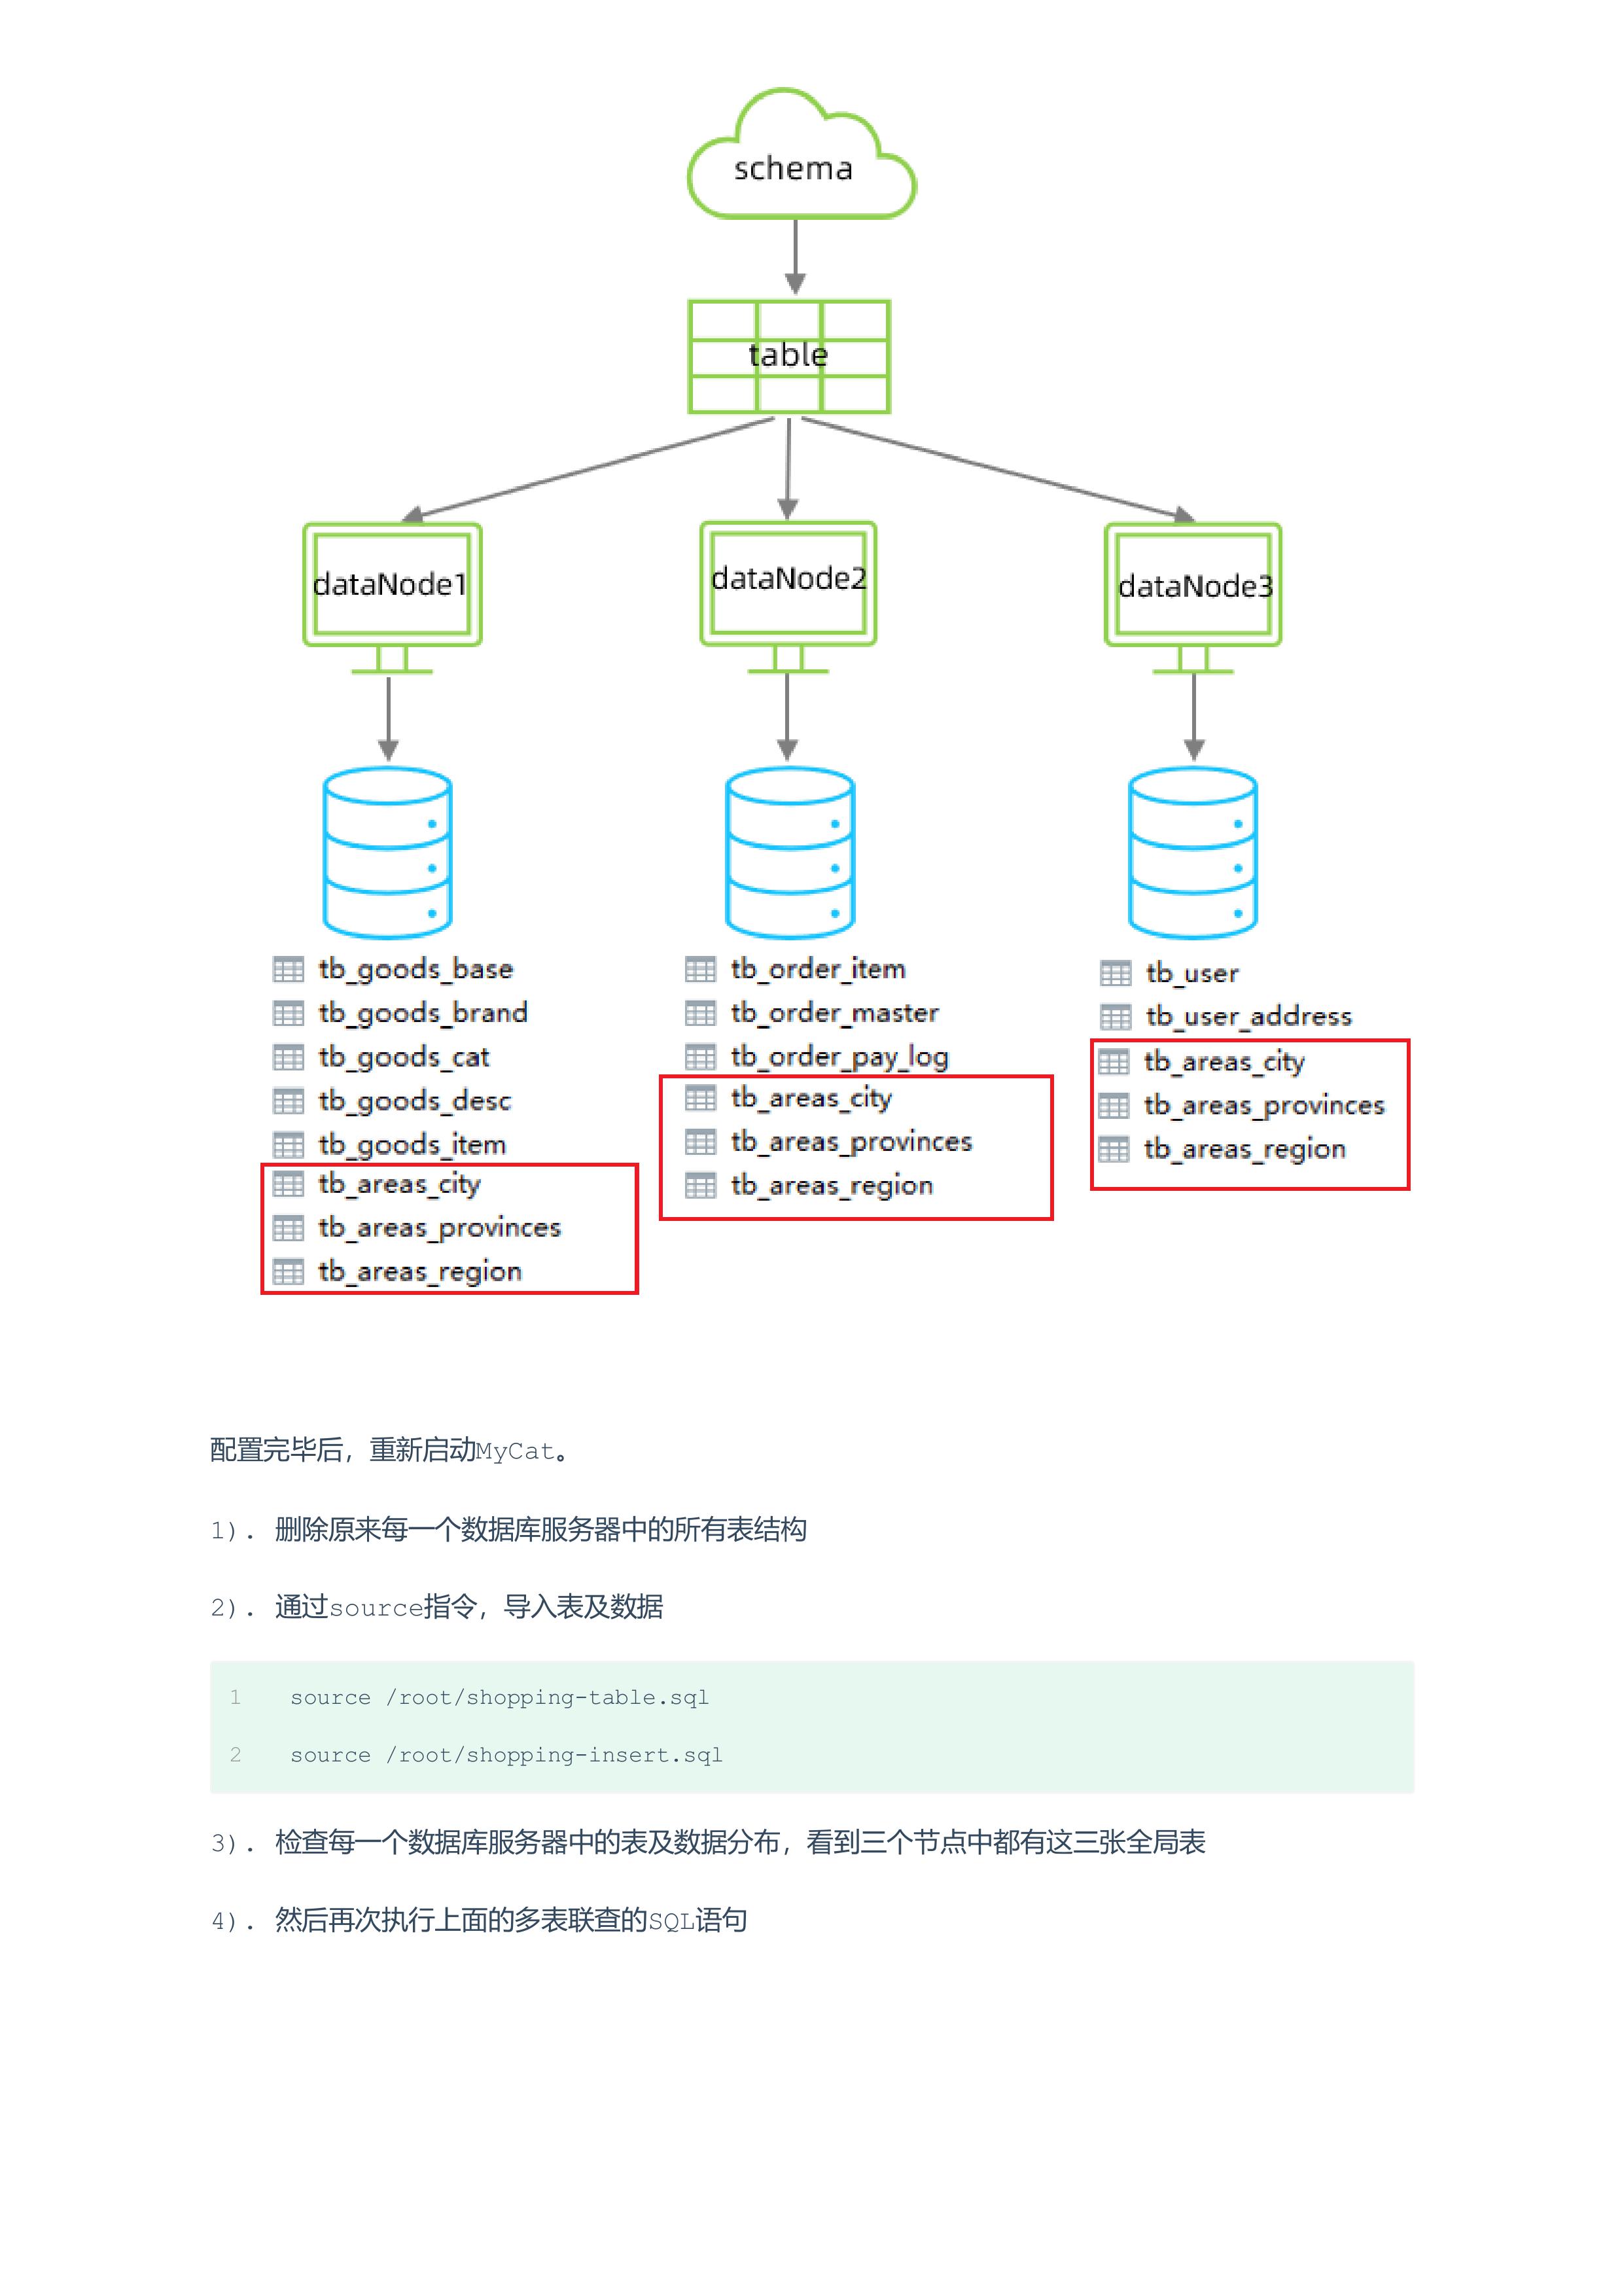 schema
table
dataNode1
dataNode2
dataNode3
tb_goods_base
tb_goods_brand
tb_goods_cat
tb_goods_desc
tb_goods_item
tb_areas_city
tb_areas_provinces
tb_areas_region
tb_order_item
tb_order_master
tb_order_pay_log
tb_areas_city
tb_areas_provinces
tb_areas_region
tb_user
tb_user_address
tb_areas_city
tb_areas_provinces
tb_areas_region
配置完毕后，重新启动MyCat。
1). 删除原来每一个数据库服务器中的所有表结构
2). 通过source指令，导入表及数据
1 source /root/shopping-table.sql
2 source /root/shopping-insert.sql
3). 检查每一个数据库服务器中的表及数据分布，看到三个节点中都有这三张全局表
4). 然后再次执行上面的多表联查的SQL语句